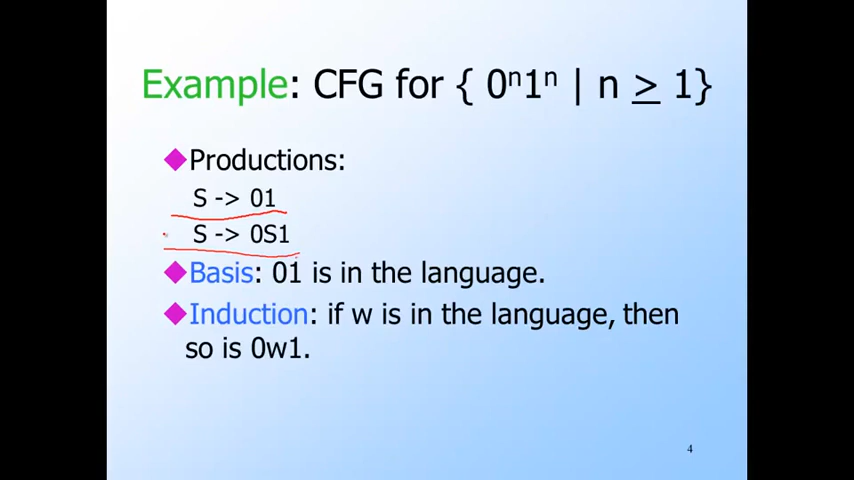 Example: CFG for { 0ⁿ1ⁿ | n ≥ 1}
Productions:
S -> 01
S -> 0S1
Basis: 01 is in the language.
Induction: if w is in the language, then
so is 0w1.
4